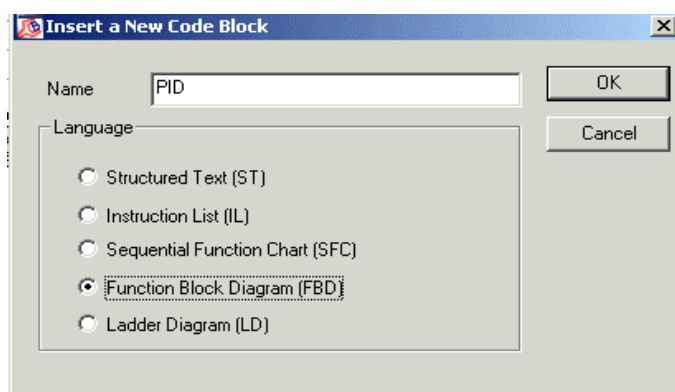 Insert a New Code Block
Name
PID
OK
Cancel
Language
Structured Text (ST)
Instruction List (IL)
Sequential Function Chart (SFC)
Function Block Diagram (FBD)
Ladder Diagram (LD)